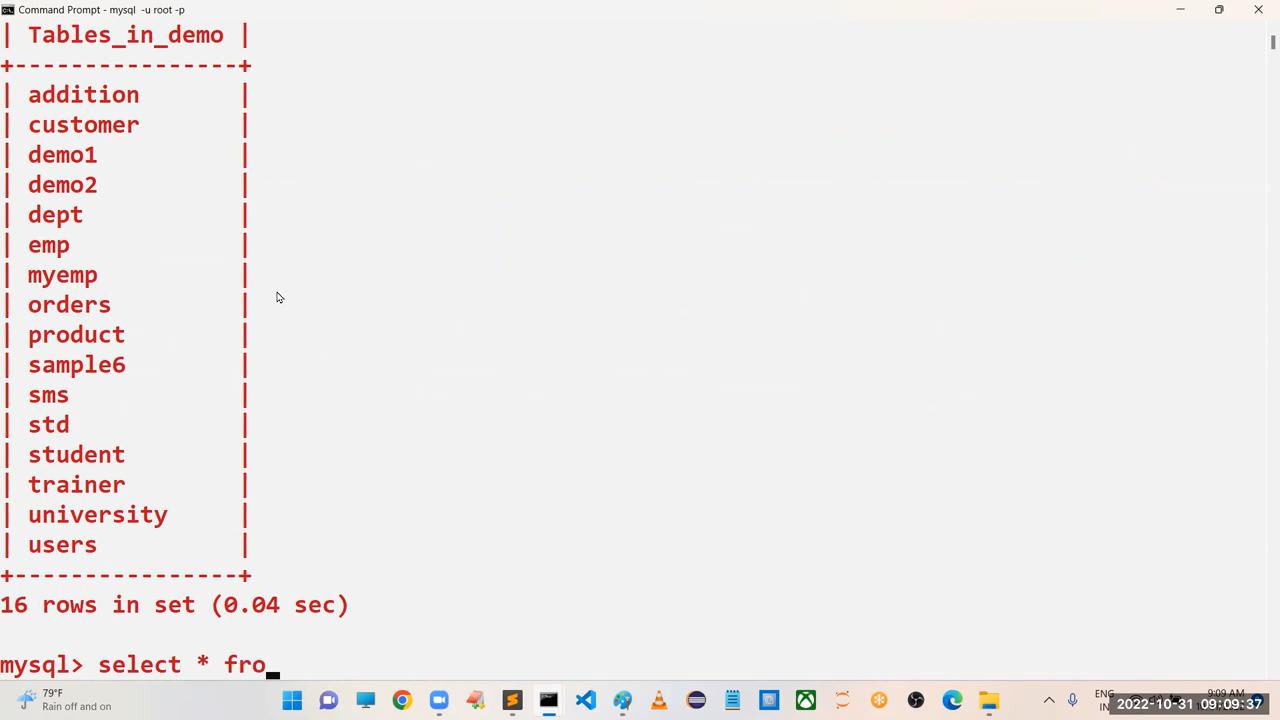 Command Prompt - mysql -u root -p
| Tables_in_demo |
+----------------+
| addition |
| customer |
| demo1 |
| demo2 |
| dept |
| emp |
| myemp |
| orders |
| product |
| sample6 |
| sms |
| std |
| student |
| trainer |
| university |
| users |
+----------------+
16 rows in set (0.04 sec)
mysql> select * fro_
79°F
Rain off and on
ENG
IN
9:09 AM
2022-10-31 09:09:37